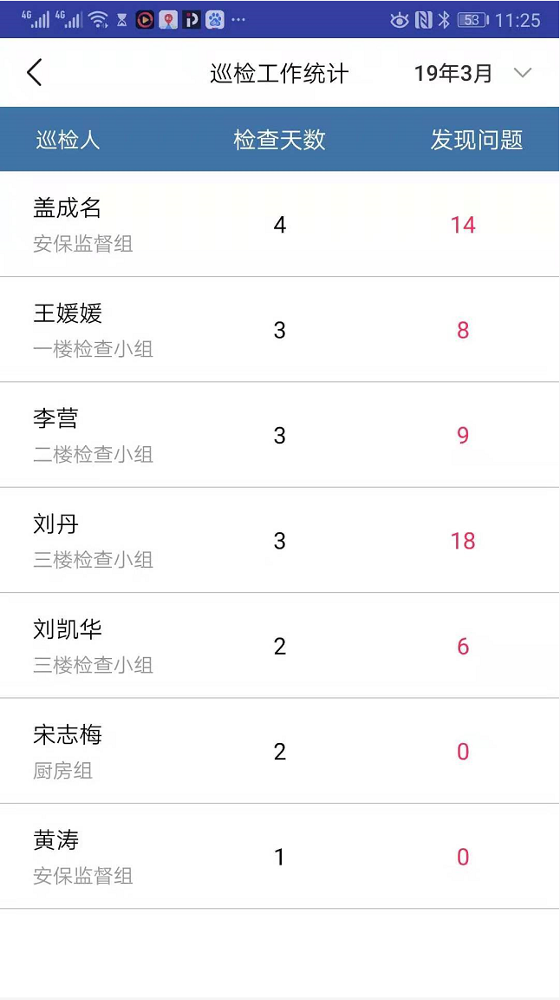 4G 4G 53 11:25
巡检工作统计 19年3月
巡检人 检查天数 发现问题
盖成名
安保监督组
4 14
王媛媛
一楼检查小组
3 8
李营
二楼检查小组
3 9
刘丹
三楼检查小组
3 18
刘凯华
三楼检查小组
2 6
宋志梅
厨房组
2 0
黄涛
安保监督组
1 0